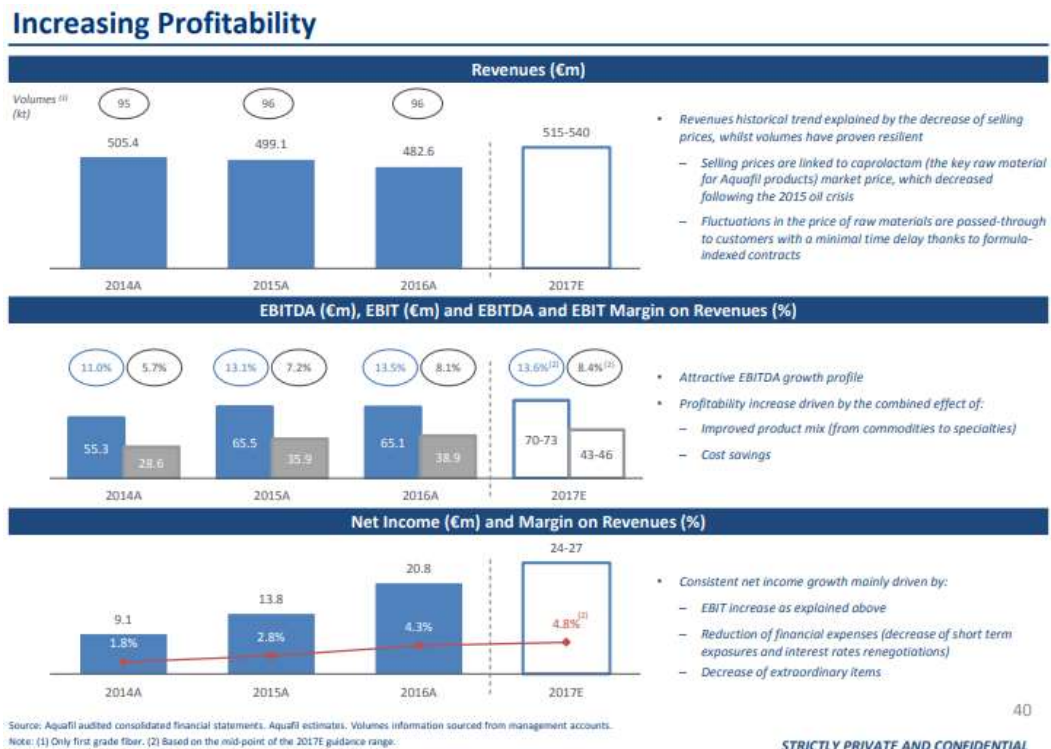 Increasing Profitability
Revenues (€m)
Volumes (1)
(kt)
95
96
96
505.4
499.1
482.6
515-540
2014A
2015A
2016A
2017E
• Revenues historical trend explained by the decrease of selling
prices, whilst volumes have proven resilient
– Selling prices are linked to caprolactam (the key raw material
for Aquafil products) market price, which decreased
following the 2015 oil crisis
– Fluctuations in the price of raw materials are passed-through
to customers with a minimal time delay thanks to formula-
indexed contracts
EBITDA (€m), EBIT (€m) and EBITDA and EBIT Margin on Revenues (%)
11.0%
5.7%
13.1%
7.2%
13.5%
8.1%
13.6%(2)
8.4%(2)
55.3
28.6
65.5
35.9
65.1
38.9
70-73
43-46
2014A
2015A
2016A
2017E
• Attractive EBITDA growth profile
• Profitability increase driven by the combined effect of:
– Improved product mix (from commodities to specialties)
– Cost savings
Net Income (€m) and Margin on Revenues (%)
9.1
13.8
20.8
24-27
1.8%
2.8%
4.3%
4.8%(2)
2014A
2015A
2016A
2017E
• Consistent net income growth mainly driven by:
– EBIT increase as explained above
– Reduction of financial expenses (decrease of short term
exposures and interest rates renegotiations)
– Decrease of extraordinary items
40
Source: Aquafil audited consolidated financial statements. Aquafil estimates. Volumes information sourced from management accounts.
Note: (1) Only first grade fiber. (2) Based on the mid-point of the 2017E guidance range.
STRICTLY PRIVATE AND CONFIDENTIAL